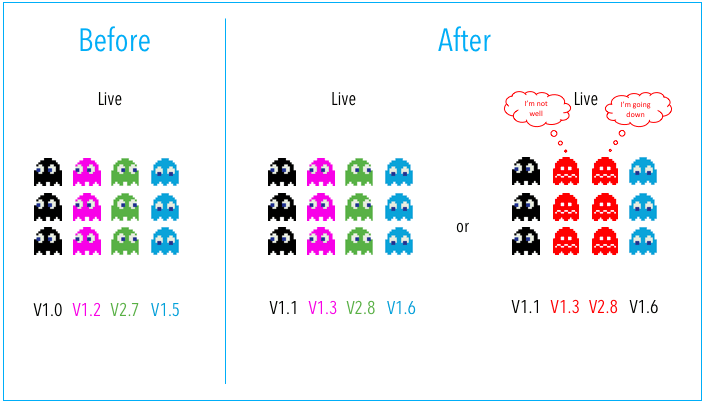 Before
After
Live
Live
Live
I'm not
well
I'm going
down
or
V1.0 V1.2 V2.7 V1.5
V1.1 V1.3 V2.8 V1.6
V1.1 V1.3 V2.8 V1.6